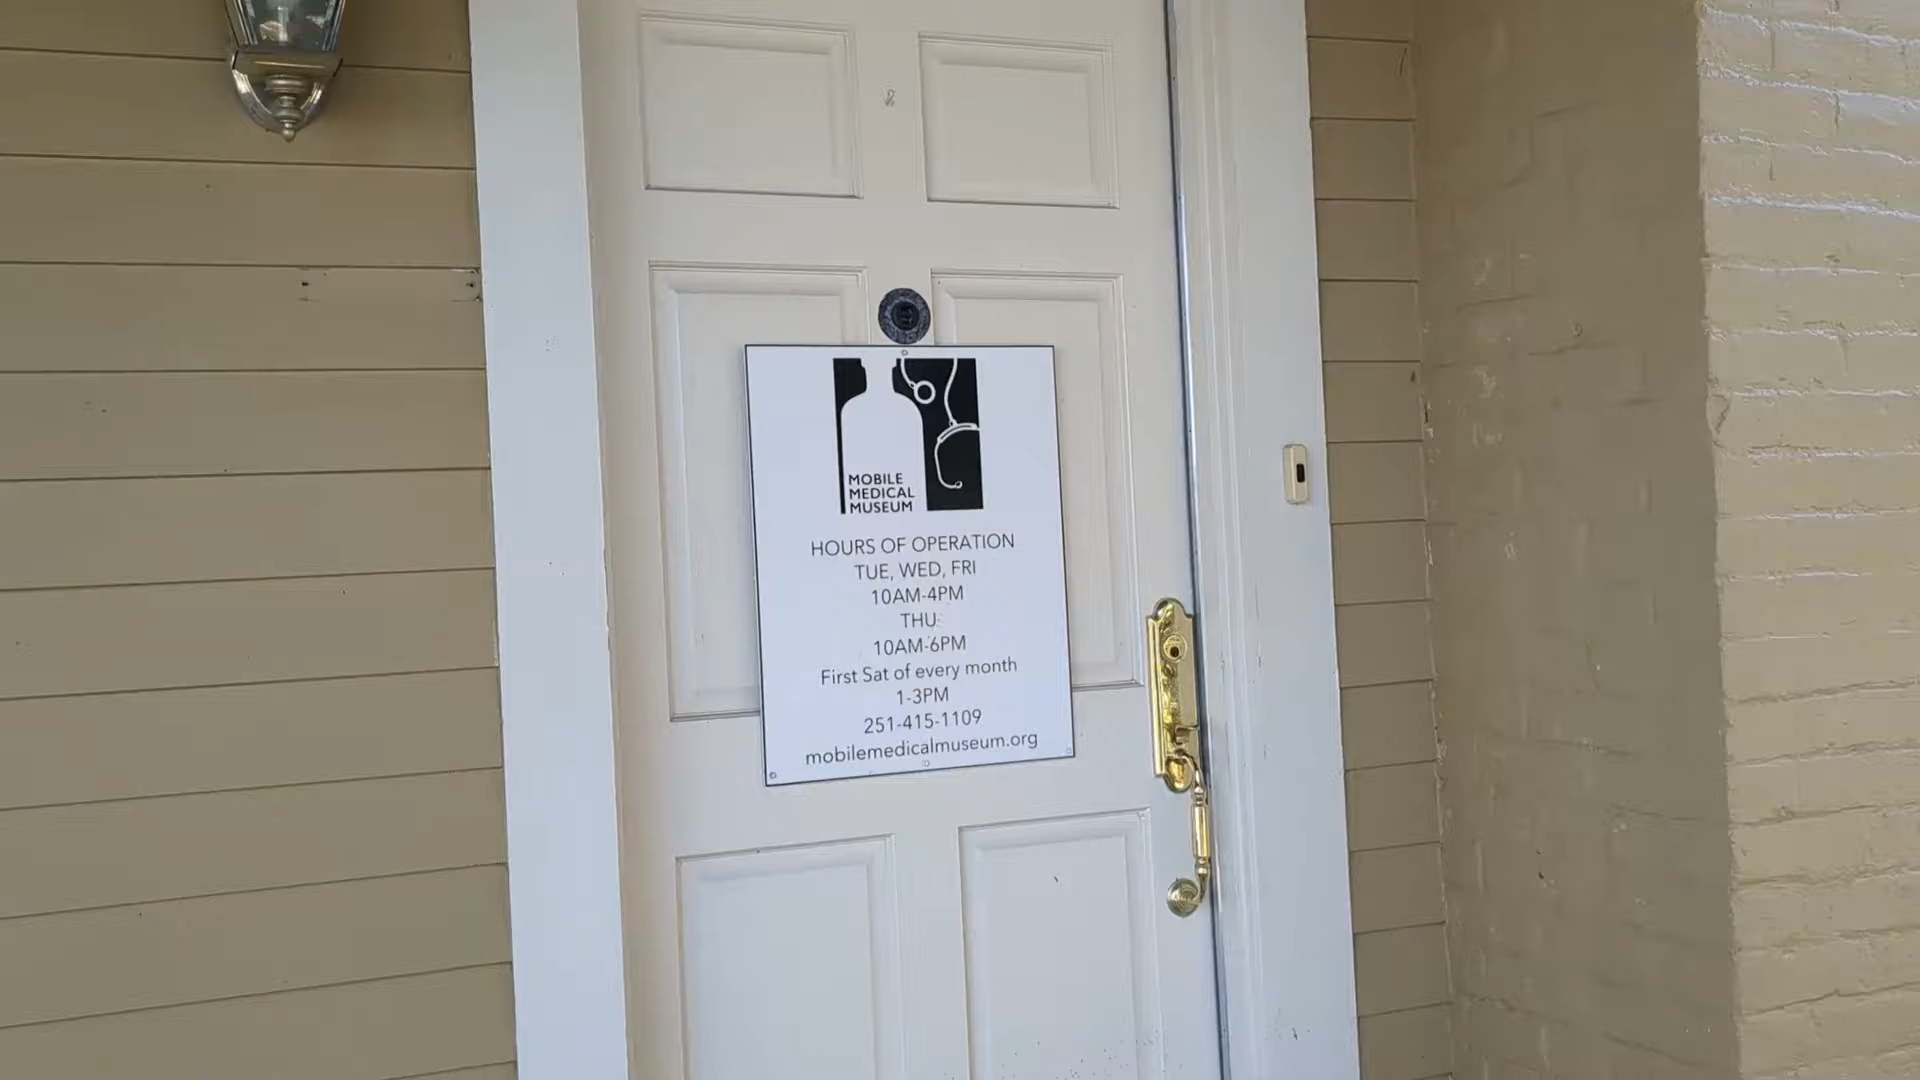 MOBILE
MEDICAL
MUSEUM
HOURS OF OPERATION
TUE, WED, FRI
10AM-4PM
THU
10AM-6PM
First Sat of every month
1-3PM
251-415-1109
mobilemedicalmuseum.org